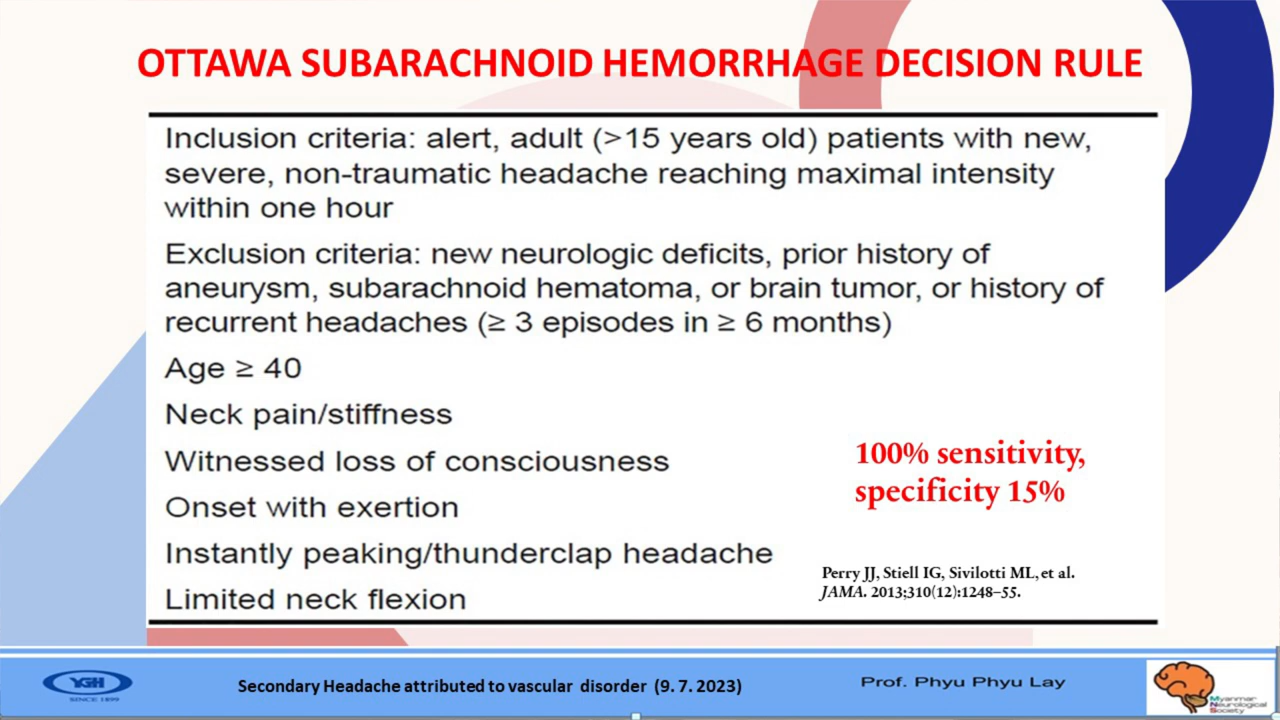 OTTAWA SUBARACHNOID HEMORRHAGE DECISION RULE
Inclusion criteria: alert, adult (>15 years old) patients with new,
severe, non-traumatic headache reaching maximal intensity
within one hour
Exclusion criteria: new neurologic deficits, prior history of
aneurysm, subarachnoid hematoma, or brain tumor, or history of
recurrent headaches (≥ 3 episodes in ≥ 6 months)
Age ≥ 40
Neck pain/stiffness
Witnessed loss of consciousness
Onset with exertion
Instantly peaking/thunderclap headache
Limited neck flexion
100% sensitivity,
specificity 15%
Perry JJ, Stiell IG, Sivilotti ML, et al.
JAMA. 2013;310(12):1248–55.
YGH
SINCE 1899
Secondary Headache attributed to vascular disorder (9. 7. 2023)
Prof. Phyu Phyu Lay
Myanmar
Neurological
Society